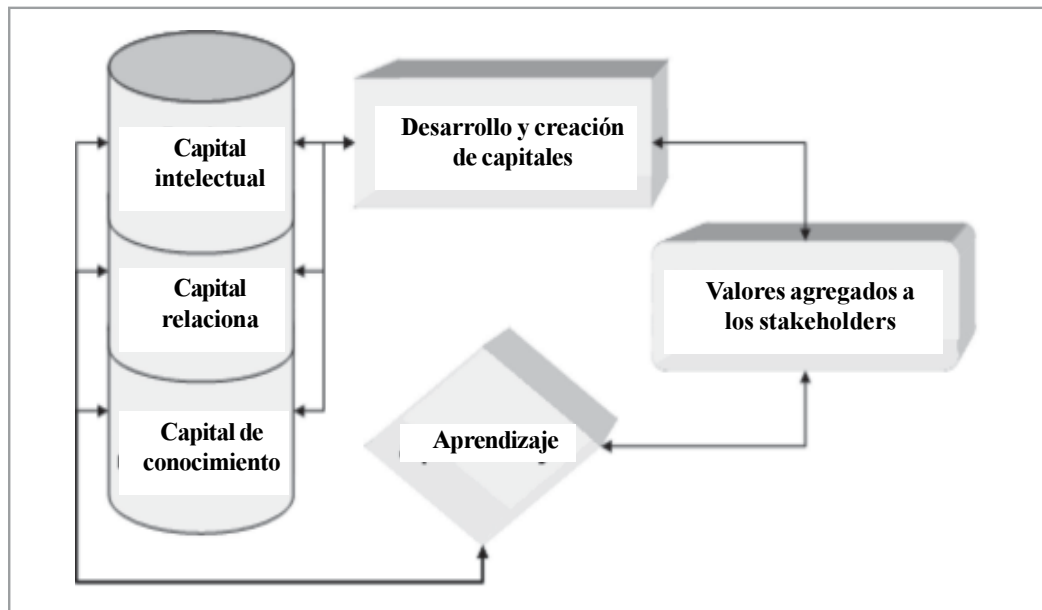 Capital
intelectual
Desarrollo y creación
de capitales
Capital
relaciona
Valores agregados a
los stakeholders
Capital de
conocimiento
Aprendizaje